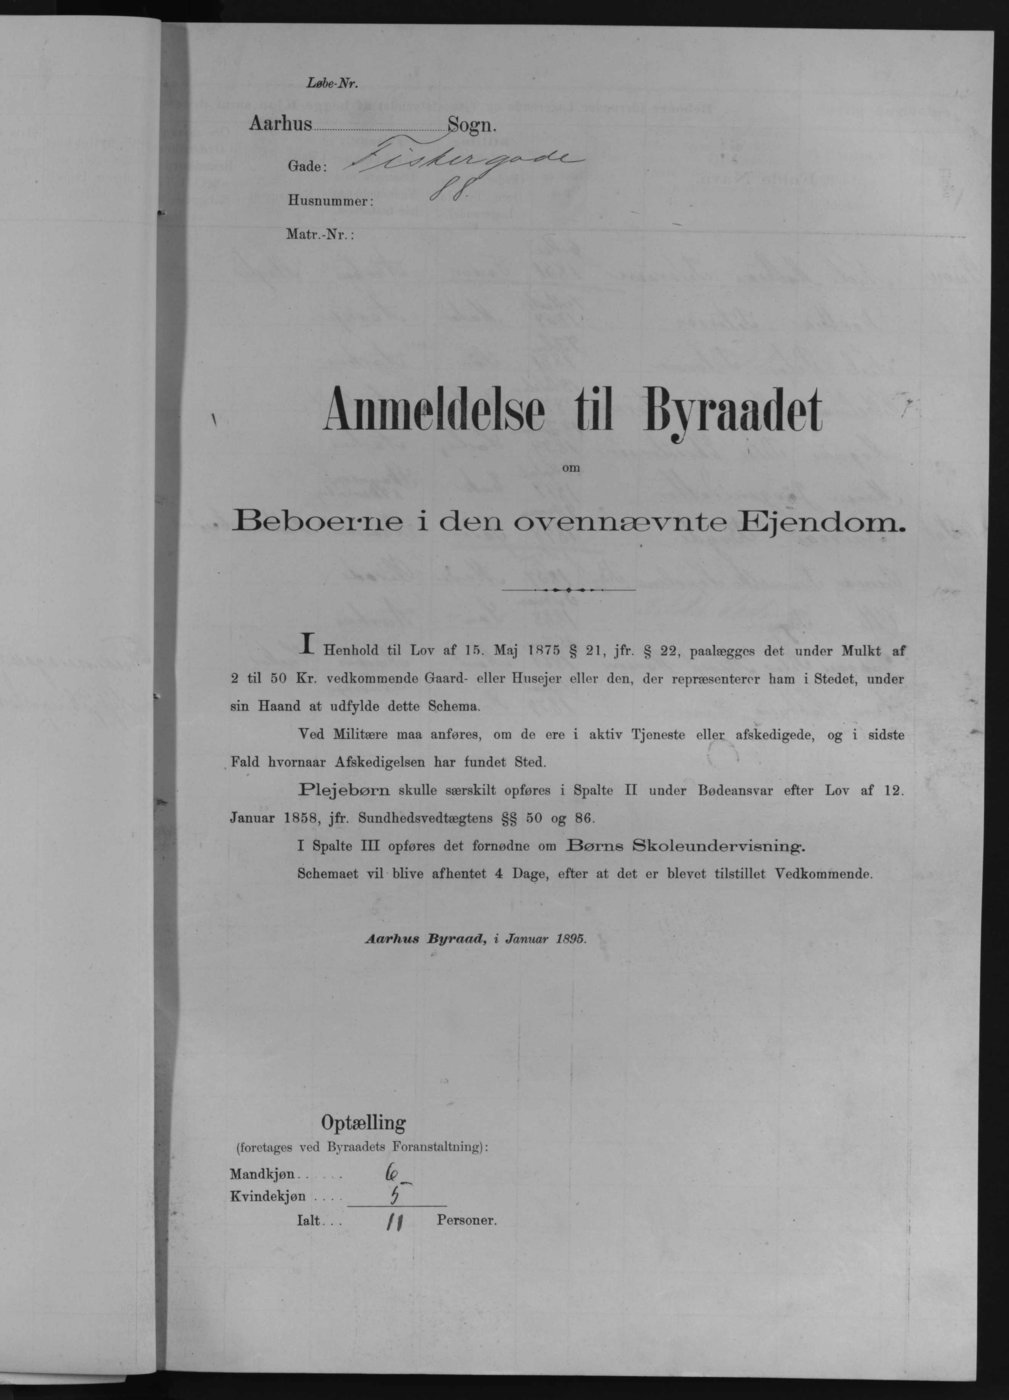 Løbe-Nr.
Aarhus Sogn.
Gade: Fiskergade
Husnummer: 88.
Matr.-Nr.:
Anmeldelse til Byraadet
om
Beboerne i den ovennævnte Ejendom.
I Henhold til Lov af 15. Maj 1875 § 21, jfr. § 22, paalægges det under Mulkt af
2 til 50 Kr. vedkommende Gaard- eller Husejer eller den, der repræsenterer ham i Stedet, under
sin Haand at udfylde dette Schema.
Ved Militære maa anføres, om de ere i aktiv Tjeneste eller afskedigede, og i sidste
Fald hvornaar Afskedigelsen har fundet Sted.
Plejebørn skulle særskilt opføres i Spalte II under Bødeansvar efter Lov af 12.
Januar 1858, jfr. Sundhedsvedtægtens §§ 50 og 86.
I Spalte III opføres det fornødne om Børns Skoleundervisning.
Schemaet vil blive afhentet 4 Dage, efter at det er blevet tilstillet Vedkommende.
Aarhus Byraad, i Januar 1895.
Optælling
(foretages ved Byraadets Foranstaltning):
Mandkjøn...... 6
Kvindekjøn.... 5
Ialt... 11 Personer.